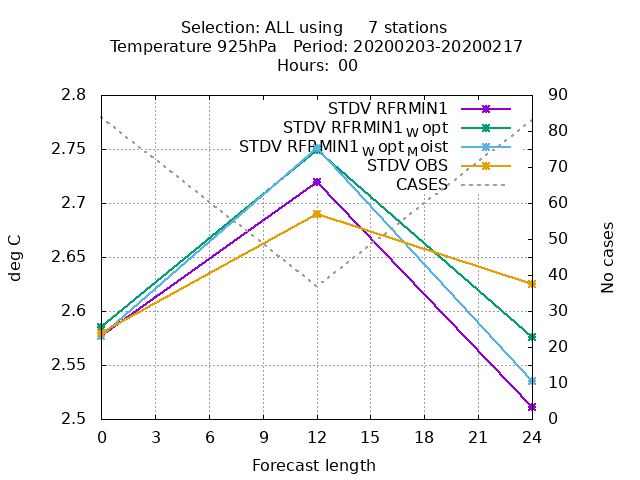 Selection: ALL using 7 stations
Temperature 925hPa Period: 20200203-20200217
Hours: 00
2.8
2.75
2.7
2.65
2.6
2.55
2.5
deg C
STDV RFRMIN1
STDV RFRMIN1 W opt
STDV RFRMIN1 W opt M oist
STDV OBS
CASES
90
80
70
60
50
40
30
20
10
0
No cases
0 3 6 9 12 15 18 21 24
Forecast length